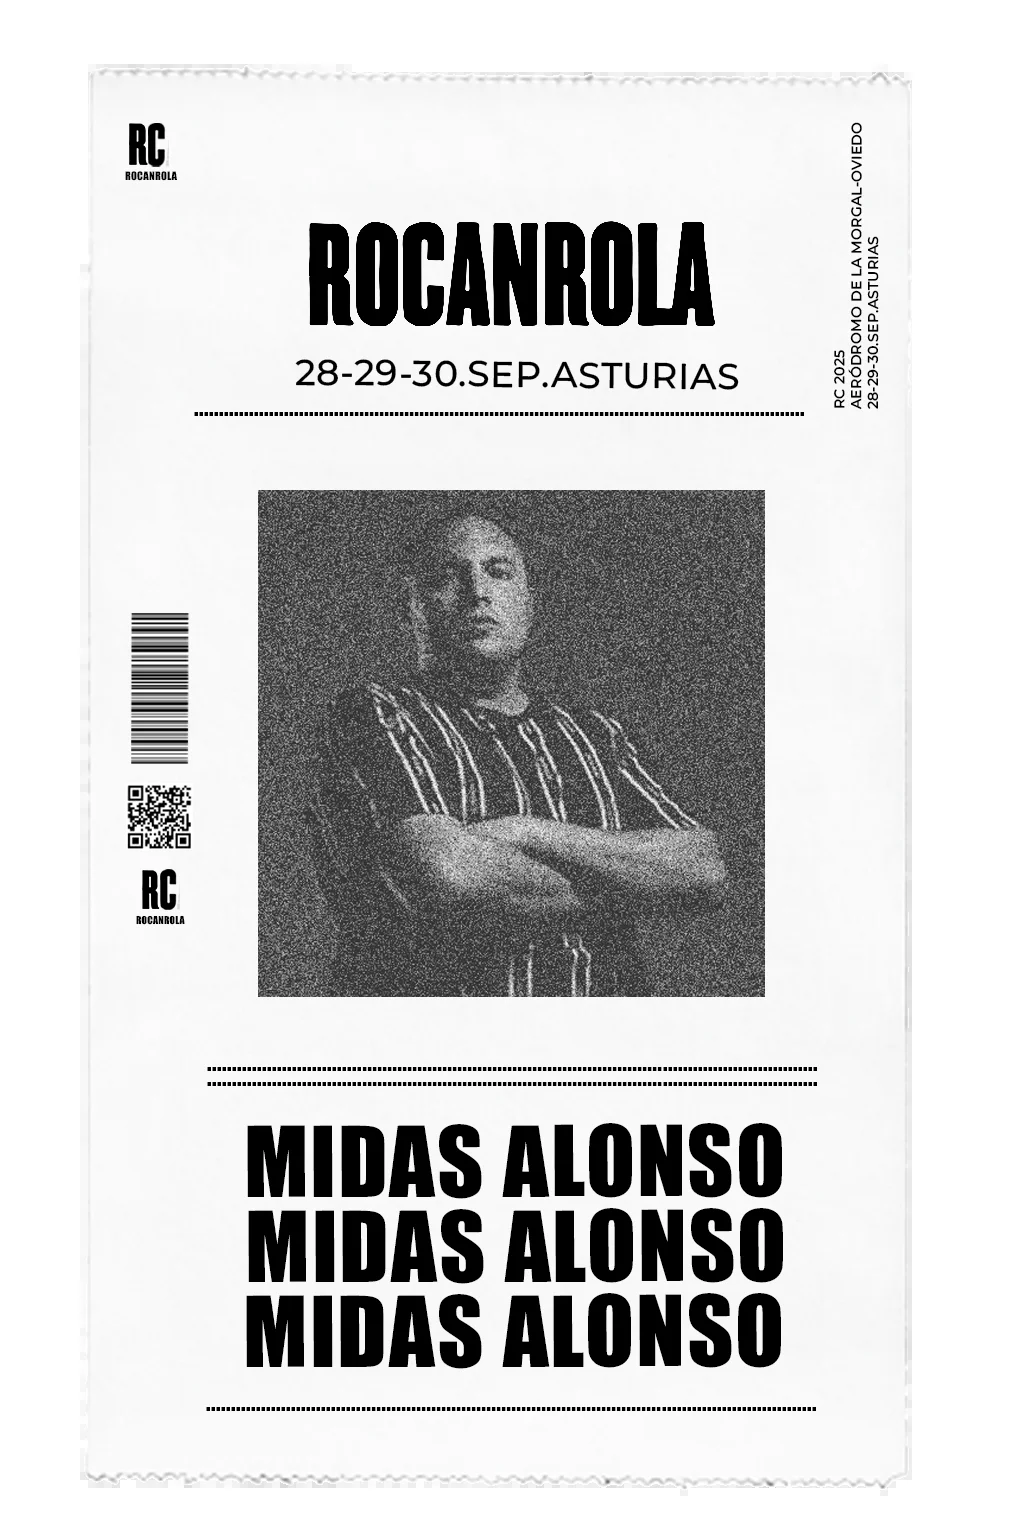 RC
ROCANROLA
RC 2025
AERÓDROMO DE LA MORGAL-OVIEDO
28-29-30.SEP.ASTURIAS
ROCANROLA
28-29-30.SEP.ASTURIAS
RC
ROCANROLA
MIDAS ALONSO
MIDAS ALONSO
MIDAS ALONSO